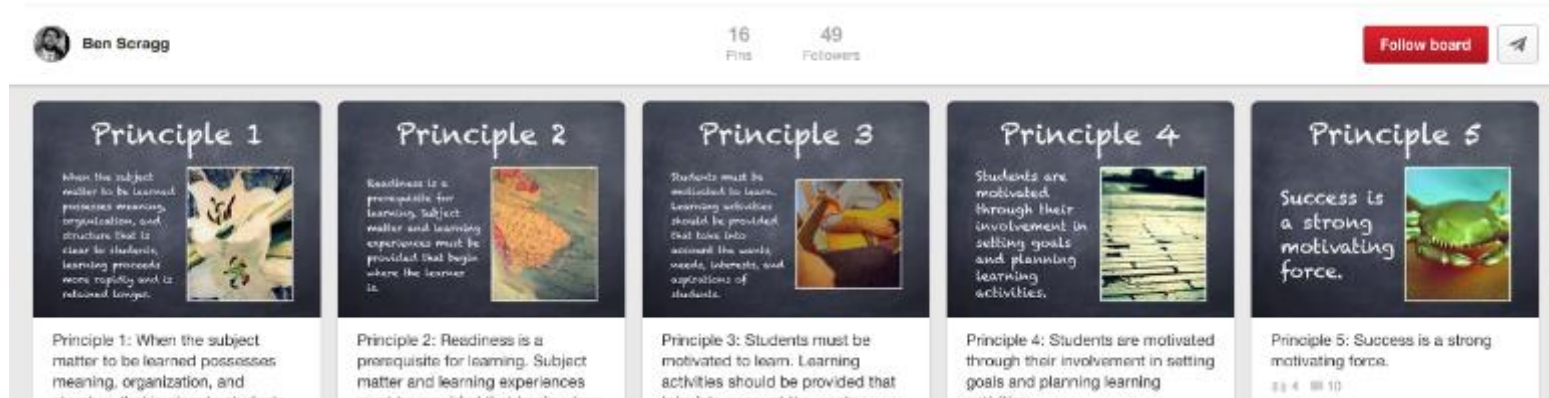 Ben Scragg
16
Pins
49
Followers
Follow board
Principle 1
When the subject
matter to be learned
possesses meaning,
organization, and
structure that is
clear to students,
learning proceeds
more rapidly and is
retained longer.
Principle 1: When the subject
matter to be learned possesses
meaning, organization, and
Principle 2
Readiness is a
prerequisite for
learning. Subject
matter and learning
experiences must be
provided that begin
where the learner
is.
Principle 2: Readiness is a
prerequisite for learning. Subject
matter and learning experiences
Principle 3
Students must be
motivated to learn.
Learning activities
should be provided
that take into
account the wants,
needs, interests, and
aspirations of
students.
Principle 3: Students must be
motivated to learn. Learning
activities should be provided that
Principle 4
Students are
motivated
through their
involvement in
setting goals
and planning
learning
activities.
Principle 4: Students are motivated
through their involvement in setting
goals and planning learning
Principle 5
Success is
a strong
motivating
force.
Principle 5: Success is a strong
motivating force.
4 10